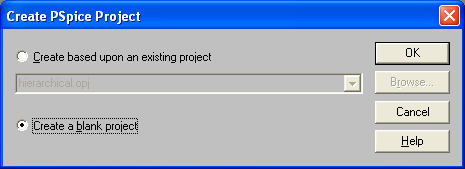 Create PSpice Project
Create based upon an existing project
OK
hierarchical.opj
Browse...
Cancel
Create a blank project
Help